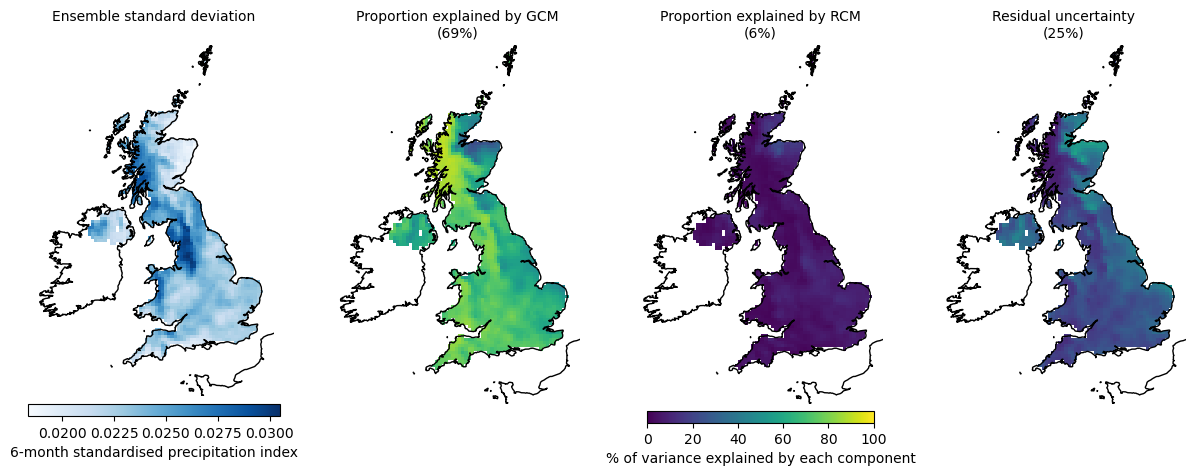 Ensemble standard deviation
Proportion explained by GCM
(69%)
Proportion explained by RCM
(6%)
Residual uncertainty
(25%)
0.0200 0.0225 0.0250 0.0275 0.0300
6-month standardised precipitation index
0 20 40 60 80 100
% of variance explained by each component